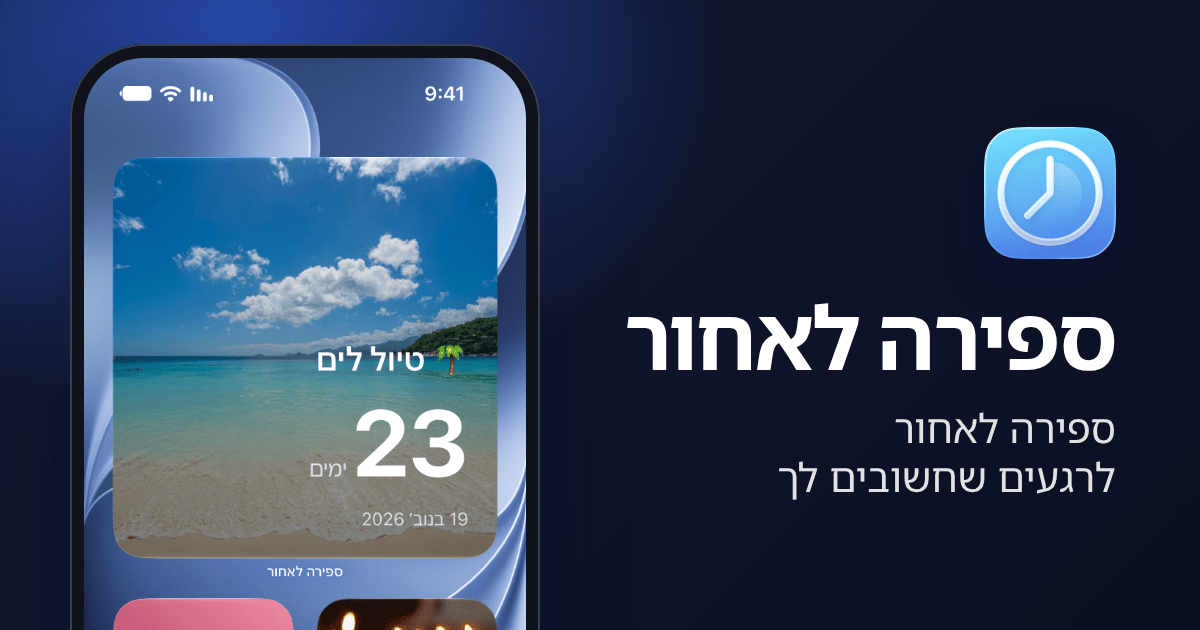 9:41
🌴 טיול לים
23 ימים
19 בנוב׳ 2026
ספירה לאחור
ספירה לאחור
ספירה לאחור
לרגעים שחשובים לך